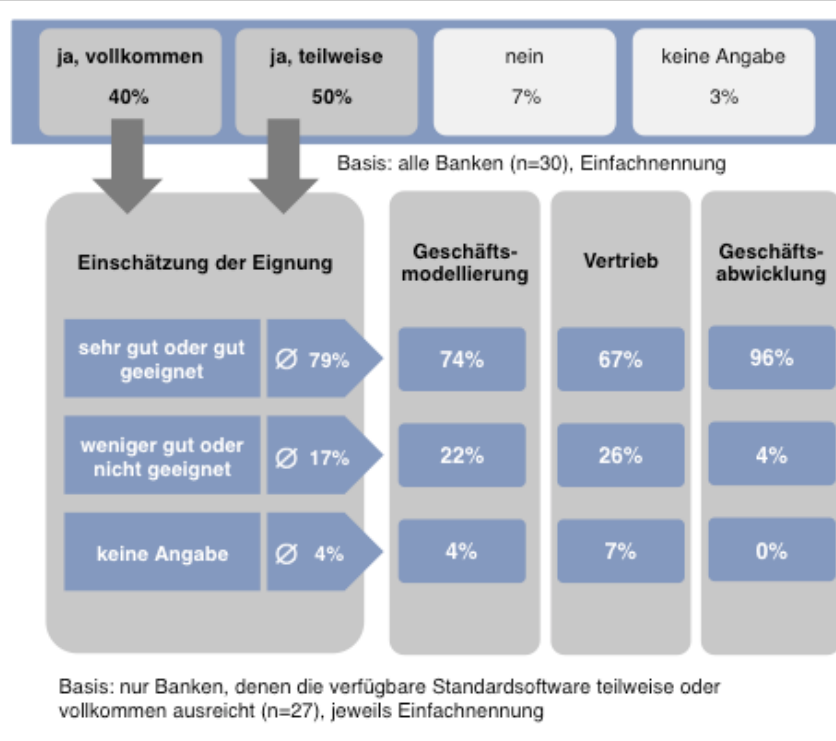 ja, vollkommen
40%
ja, teilweise
50%
nein
7%
keine Angabe
3%
Basis: alle Banken (n=30), Einfachnennung
Einschätzung der Eignung
Geschäfts-
modellierung
Vertrieb
Geschäfts-
abwicklung
sehr gut oder gut
geeignet
Ø 79%
74%
67%
96%
weniger gut oder
nicht geeignet
Ø 17%
22%
26%
4%
keine Angabe
Ø 4%
4%
7%
0%
Basis: nur Banken, denen die verfügbare Standardsoftware teilweise oder
vollkommen ausreicht (n=27), jeweils Einfachnennung